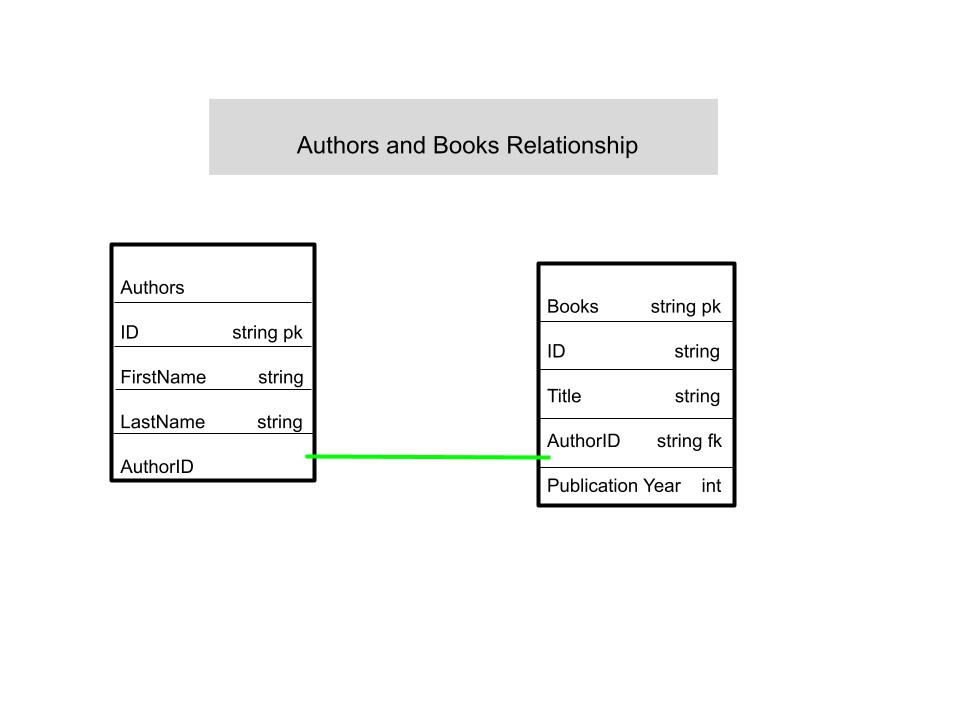 Authors and Books Relationship
Authors
ID string pk
FirstName string
LastName string
AuthorID
Books string pk
ID string
Title string
AuthorID string fk
Publication Year int